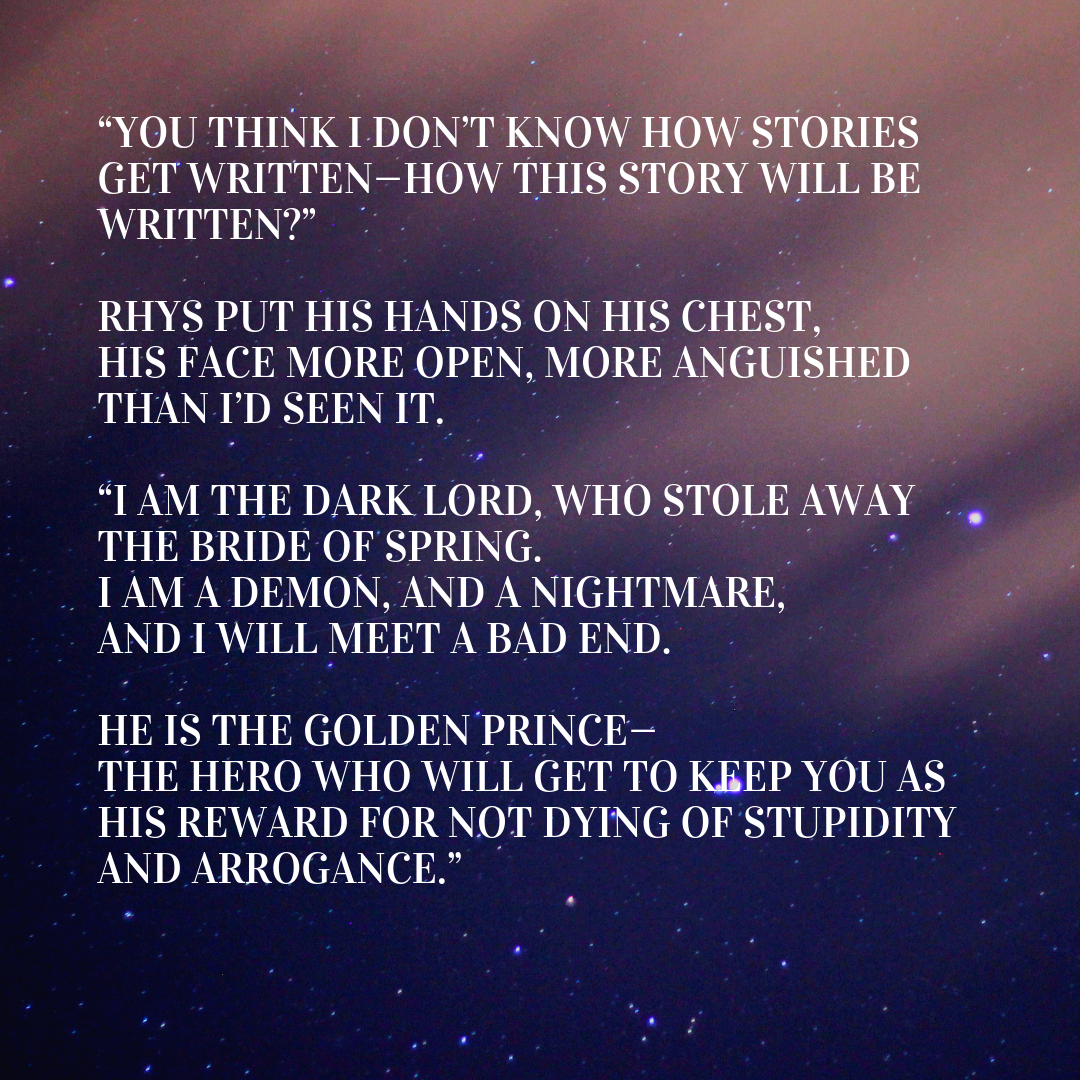 “YOU THINK I DON’T KNOW HOW STORIES
GET WRITTEN—HOW THIS STORY WILL BE
WRITTEN?”
RHYS PUT HIS HANDS ON HIS CHEST,
HIS FACE MORE OPEN, MORE ANGUISHED
THAN I’D SEEN IT.
“I AM THE DARK LORD, WHO STOLE AWAY
THE BRIDE OF SPRING.
I AM A DEMON, AND A NIGHTMARE,
AND I WILL MEET A BAD END.
HE IS THE GOLDEN PRINCE—
THE HERO WHO WILL GET TO KEEP YOU AS
HIS REWARD FOR NOT DYING OF STUPIDITY
AND ARROGANCE.”